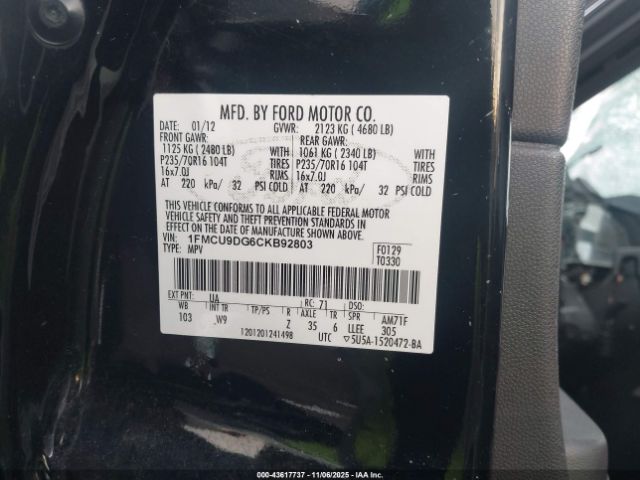 MFD. BY FORD MOTOR CO.
DATE: 01/12 GVWR: 2123 KG ( 4680 LB)
FRONT GAWR: REAR GAWR:
1125 KG ( 2480 LB) WITH 1061 KG ( 2340 LB) WITH
P235/70R16 104T TIRES P235/70R16 104T TIRES
16x7.0J RIMS 16x7.0J RIMS
AT 220 kPa/ 32 PSI COLD AT 220 kPa/ 32 PSI COLD
THIS VEHICLE CONFORMS TO ALL APPLICABLE FEDERAL MOTOR
VEHICLE SAFETY AND THEFT PREVENTION STANDARDS IN
EFFECT ON THE DATE OF MANUFACTURE SHOWN ABOVE.
VIN: 1FMCU9DG6CKB92803 F0129
TYPE: MPV T0330
EXT PNT: UA RC: 71 DSO:
WB INT TR TP/PS R AXLE TR SPR AM71F
103 _W9 Z 35 6 LLEE 305
1201201241498 UTC 5U5A-1520472-BA
000-43617737 - 11/06/2025 - IAA Inc.